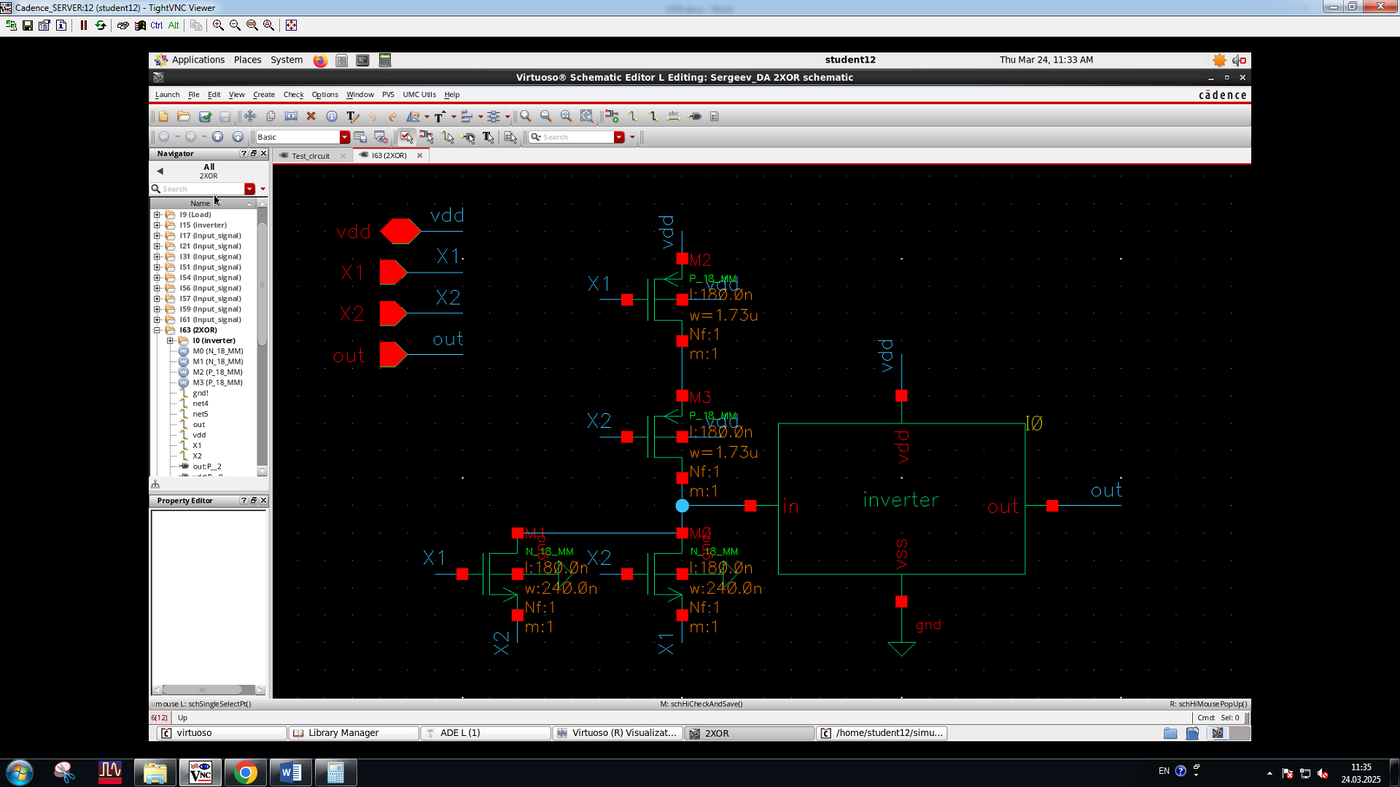 Cadence_SERVER:12 (student12) - TightVNC Viewer
Ctrl Alt
Applications Places System student12 Thu Mar 24, 11:33 AM
Virtuoso® Schematic Editor L Editing: Sergeev_DA 2XOR schematic
Launch File Edit View Create Check Options Window PVS UMC Utils Help cādence
Basic Search
Navigator
Test_circuit I63 (2XOR)
All
2XOR
Search
Name
I9 (Load)
I15 (inverter)
I17 (Input_signal)
I21 (Input_signal)
I31 (Input_signal)
I51 (Input_signal)
I54 (Input_signal)
I56 (Input_signal)
I57 (Input_signal)
I59 (Input_signal)
I61 (Input_signal)
I63 (2XOR)
I0 (inverter)
M0 (N_18_MM)
M1 (N_18_MM)
M2 (P_18_MM)
M3 (P_18_MM)
gnd!
net4
net5
out
vdd
X1
X2
out:P__2
Property Editor
vdd vdd
X1 X1
X2 X2
out out
vdd
M2
P_18_MM
X1 vdd
l:180.0n
w=1.73u
Nf:1
m:1
vdd
M3
P_18_MM
X2 vdd
l:180.0n
w=1.73u
Nf:1
m:1
I0
vdd
inverter
in out out
vss
gnd
M1
N_18_MM
X1
l:180.0n
w:240.0n
Nf:1
m:1
X2
M0
N_18_MM
X2
l:180.0n
w:240.0n
Nf:1
m:1
X1
mouse L: schSingleSelectPt() M: schHiCheckAndSave() R: schHiMousePopUp()
6(12) Up Cmd: Sel: 0
virtuoso Library Manager ADE L (1) Virtuoso (R) Visualizat... 2XOR /home/student12/simu...
EN 11:35
24.03.2025